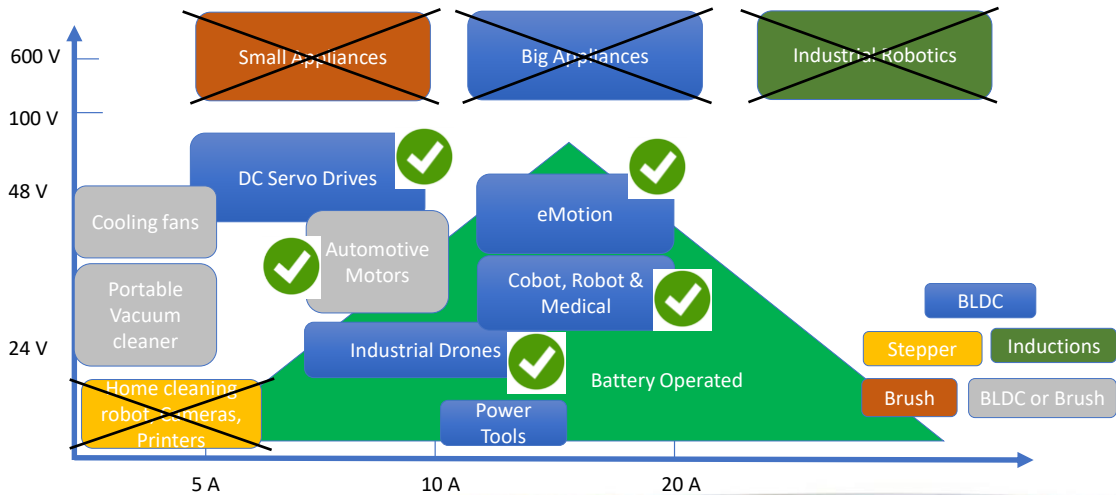 600 V
Small Appliances
Big Appliances
Industrial Robotics
100 V
48 V
DC Servo Drives
Cooling fans
eMotion
Automotive
Motors
Portable
Vacuum
cleaner
Cobot, Robot &
Medical
BLDC
24 V
Industrial Drones
Stepper
Inductions
Battery Operated
Home cleaning
robot, Cameras,
Printers
Power
Tools
Brush
BLDC or Brush
5 A
10 A
20 A